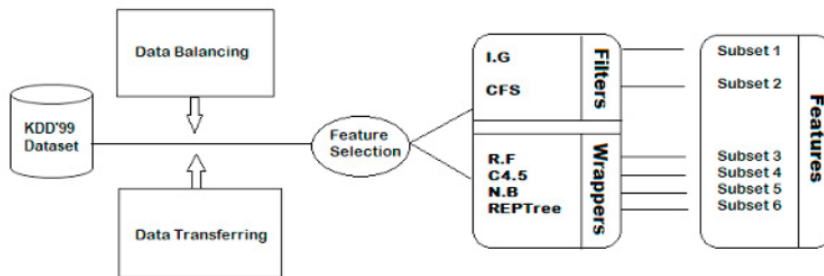 Data Balancing
KDD'99
Dataset
Data Transferring
Feature
Selection
I.G
CFS
Filters
R.F
C4.5
N.B
REPTree
Wrappers
Subset 1
Subset 2
Subset 3
Subset 4
Subset 5
Subset 6
Features